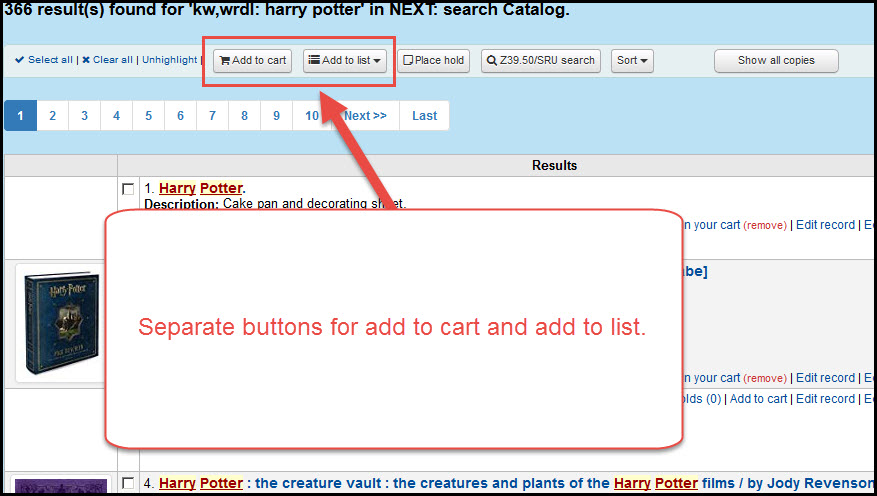 366 result(s) found for 'kw,wrdl: harry potter' in NEXT: search Catalog.
Select all | Clear all | Unhighlight | Add to cart Add to list Place hold Z39.50/SRU search Sort Show all copies
1 2 3 4 5 6 7 8 9 10 Next >> Last
Results
1. Harry Potter.
Description: Cake pan and decorating sheet.
n your cart (remove) | Edit record | E
Harry Potter
Separate buttons for add to cart and add to list.
n your cart (remove) | Edit record | E
olds (0) | Add to cart | Edit record | E
4. Harry Potter : the creature vault : the creatures and plants of the Harry Potter films / by Jody Revenson